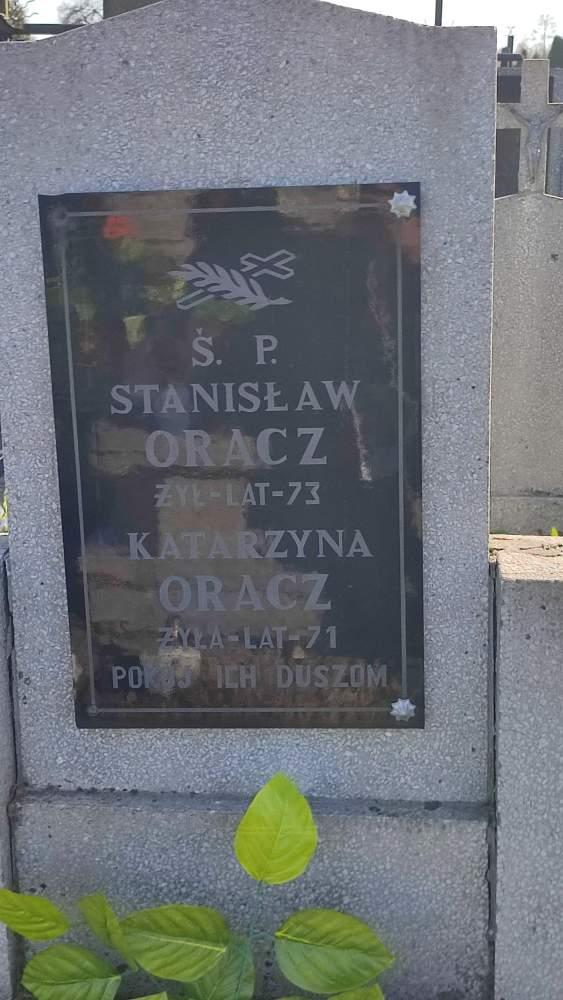 Š. P.
STANISŁAW
ORACZ
ŻYŁ-LAT-73
KATARZYNA
ORACZ
ŻYŁA-LAT-71
POKÓJ ICH DUSZOM